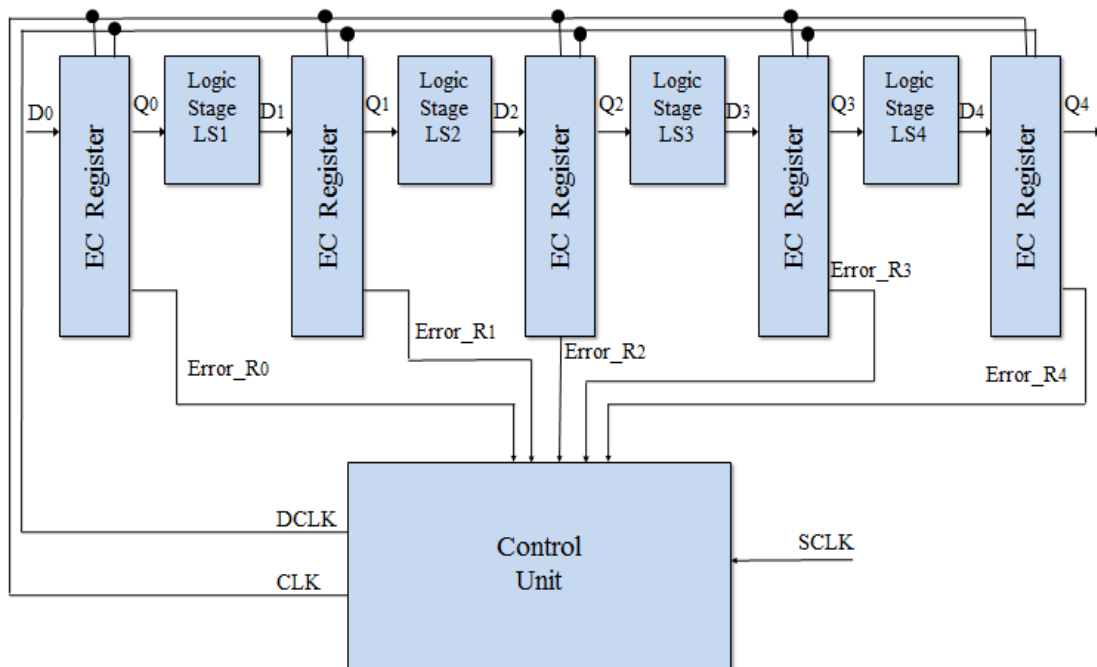 D0
EC Register
Q0
Logic
Stage
LS1
D1
EC Register
Q1
Logic
Stage
LS2
D2
EC Register
Q2
Logic
Stage
LS3
D3
EC Register
Q3
Logic
Stage
LS4
D4
EC Register
Q4
Error_R0
Error_R1
Error_R2
Error_R3
Error_R4
DCLK
CLK
Control
Unit
SCLK